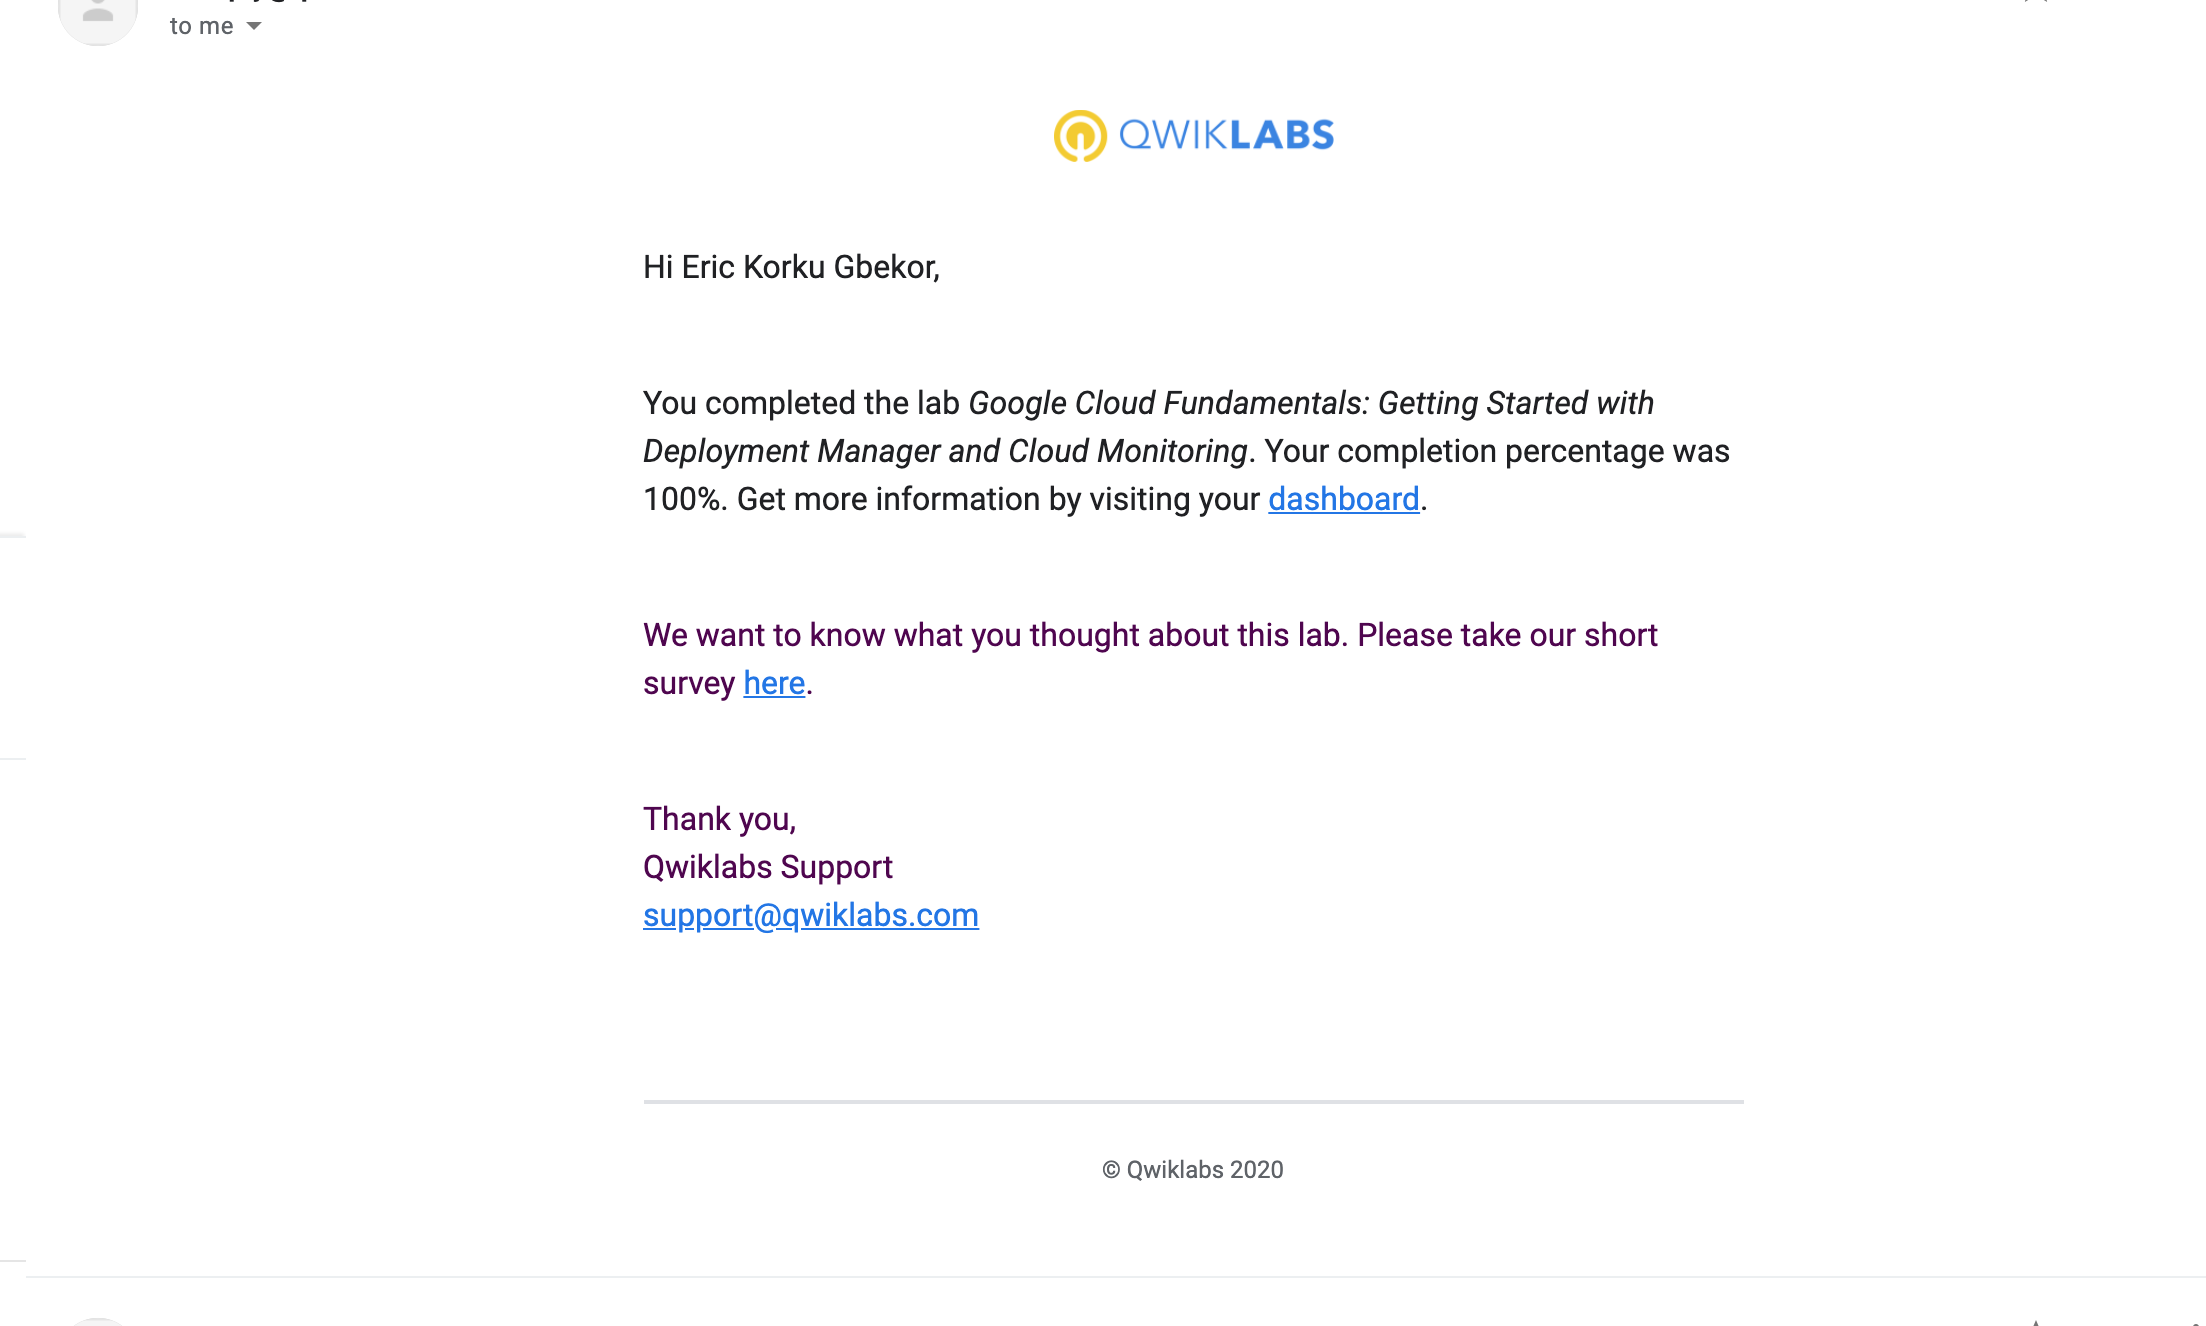 to me
QWIKLABS
Hi Eric Korku Gbekor,
You completed the lab Google Cloud Fundamentals: Getting Started with
Deployment Manager and Cloud Monitoring. Your completion percentage was
100%. Get more information by visiting your dashboard.
We want to know what you thought about this lab. Please take our short
survey here.
Thank you,
Qwiklabs Support
support@qwiklabs.com
© Qwiklabs 2020